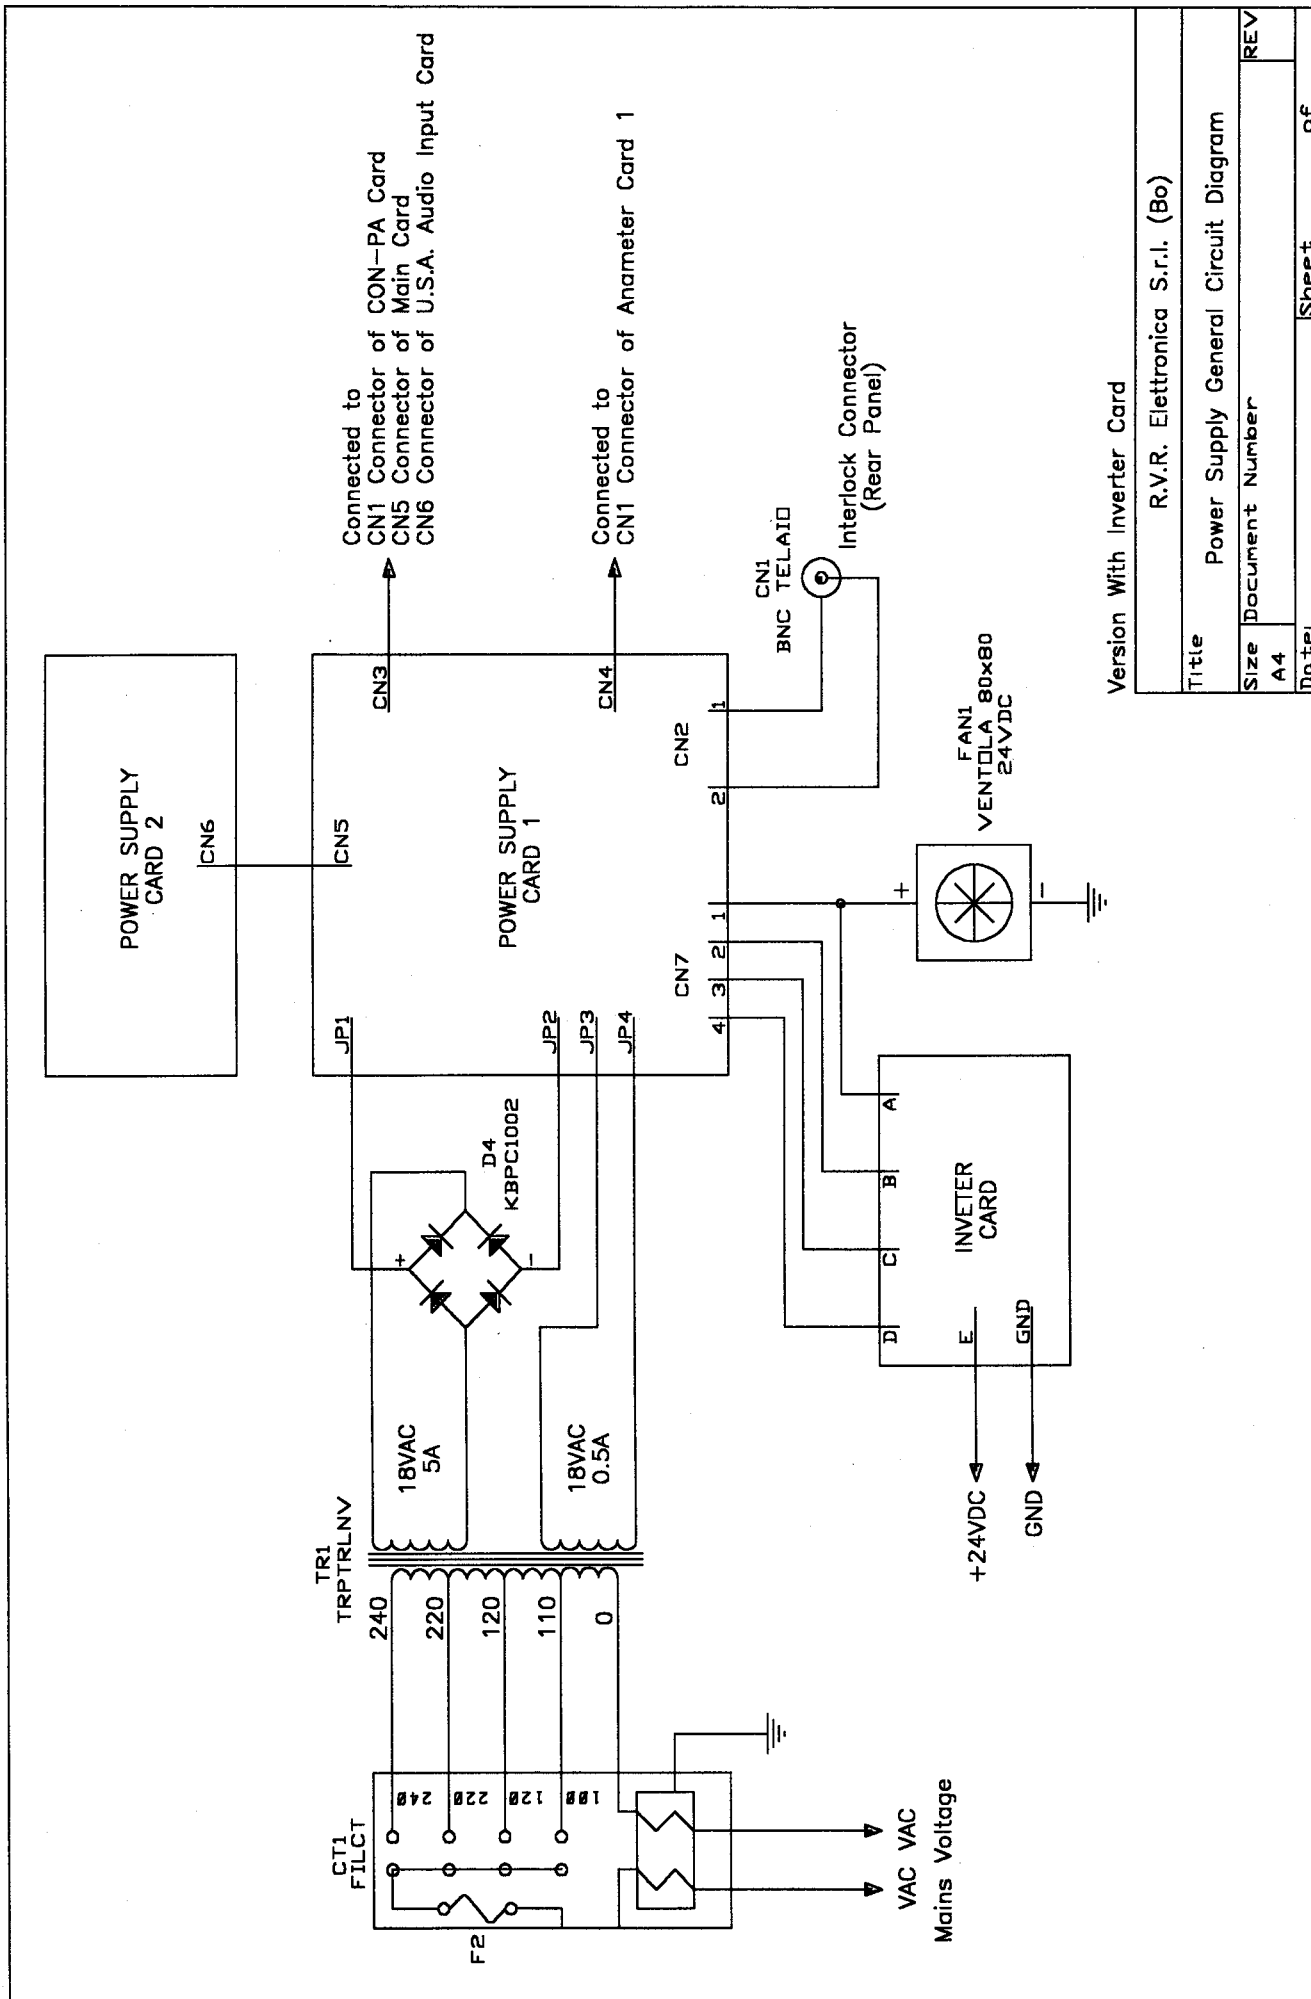 POWER SUPPLY
CARD 2
CN6
CN5
POWER SUPPLY
CARD 1
JP1
JP2
JP3
JP4
CN3
CN4
CN2
1
2
CN7
1
2
3
4
Connected to
CN1 Connector of CON-PA Card
CN5 Connector of Main Card
CN6 Connector of U.S.A. Audio Input Card
Connected to
CN1 Connector of Anameter Card 1
CN1
BNC TELAIO
Interlock Connector
(Rear Panel)
FAN1
VENTOLA 80x80
24VDC
+
-
D4
KBPC1002
+
-
TR1
TRPTRLNV
18VAC
5A
18VAC
0.5A
240
220
120
110
0
CT1
FILCT
240
220
120
100
F2
VAC VAC
Mains Voltage
INVETER
CARD
A
B
C
D
E
GND
+24VDC
GND
Version With Inverter Card
R.V.R. Elettronica S.r.l. (Bo)
Title
Power Supply General Circuit Diagram
Size
Document Number
REV
A4
Date:
Sheet
of